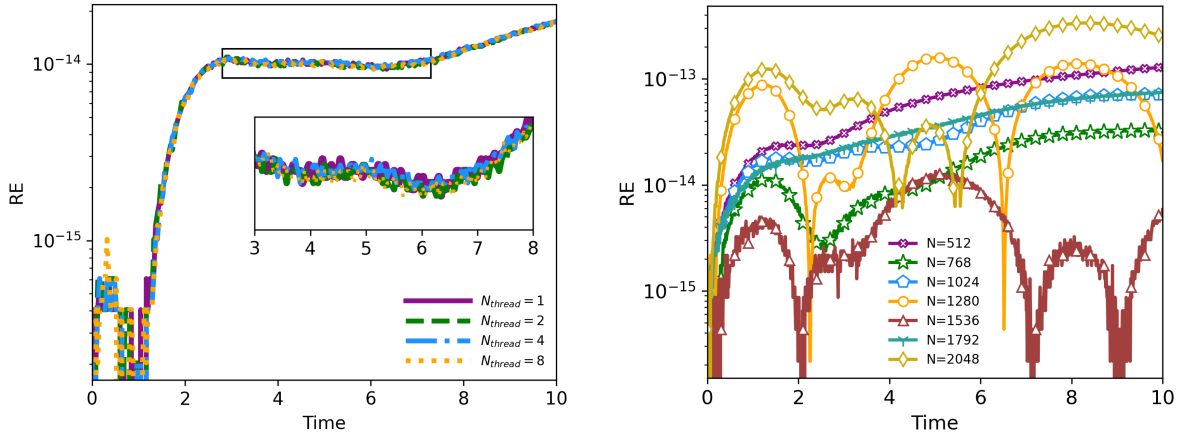 RE
10⁻¹⁴
10⁻¹⁵
3 4 5 6 7 8
N_thread = 1
N_thread = 2
N_thread = 4
N_thread = 8
0 2 4 6 8 10
Time
RE
10⁻¹³
10⁻¹⁴
10⁻¹⁵
N=512
N=768
N=1024
N=1280
N=1536
N=1792
N=2048
0 2 4 6 8 10
Time